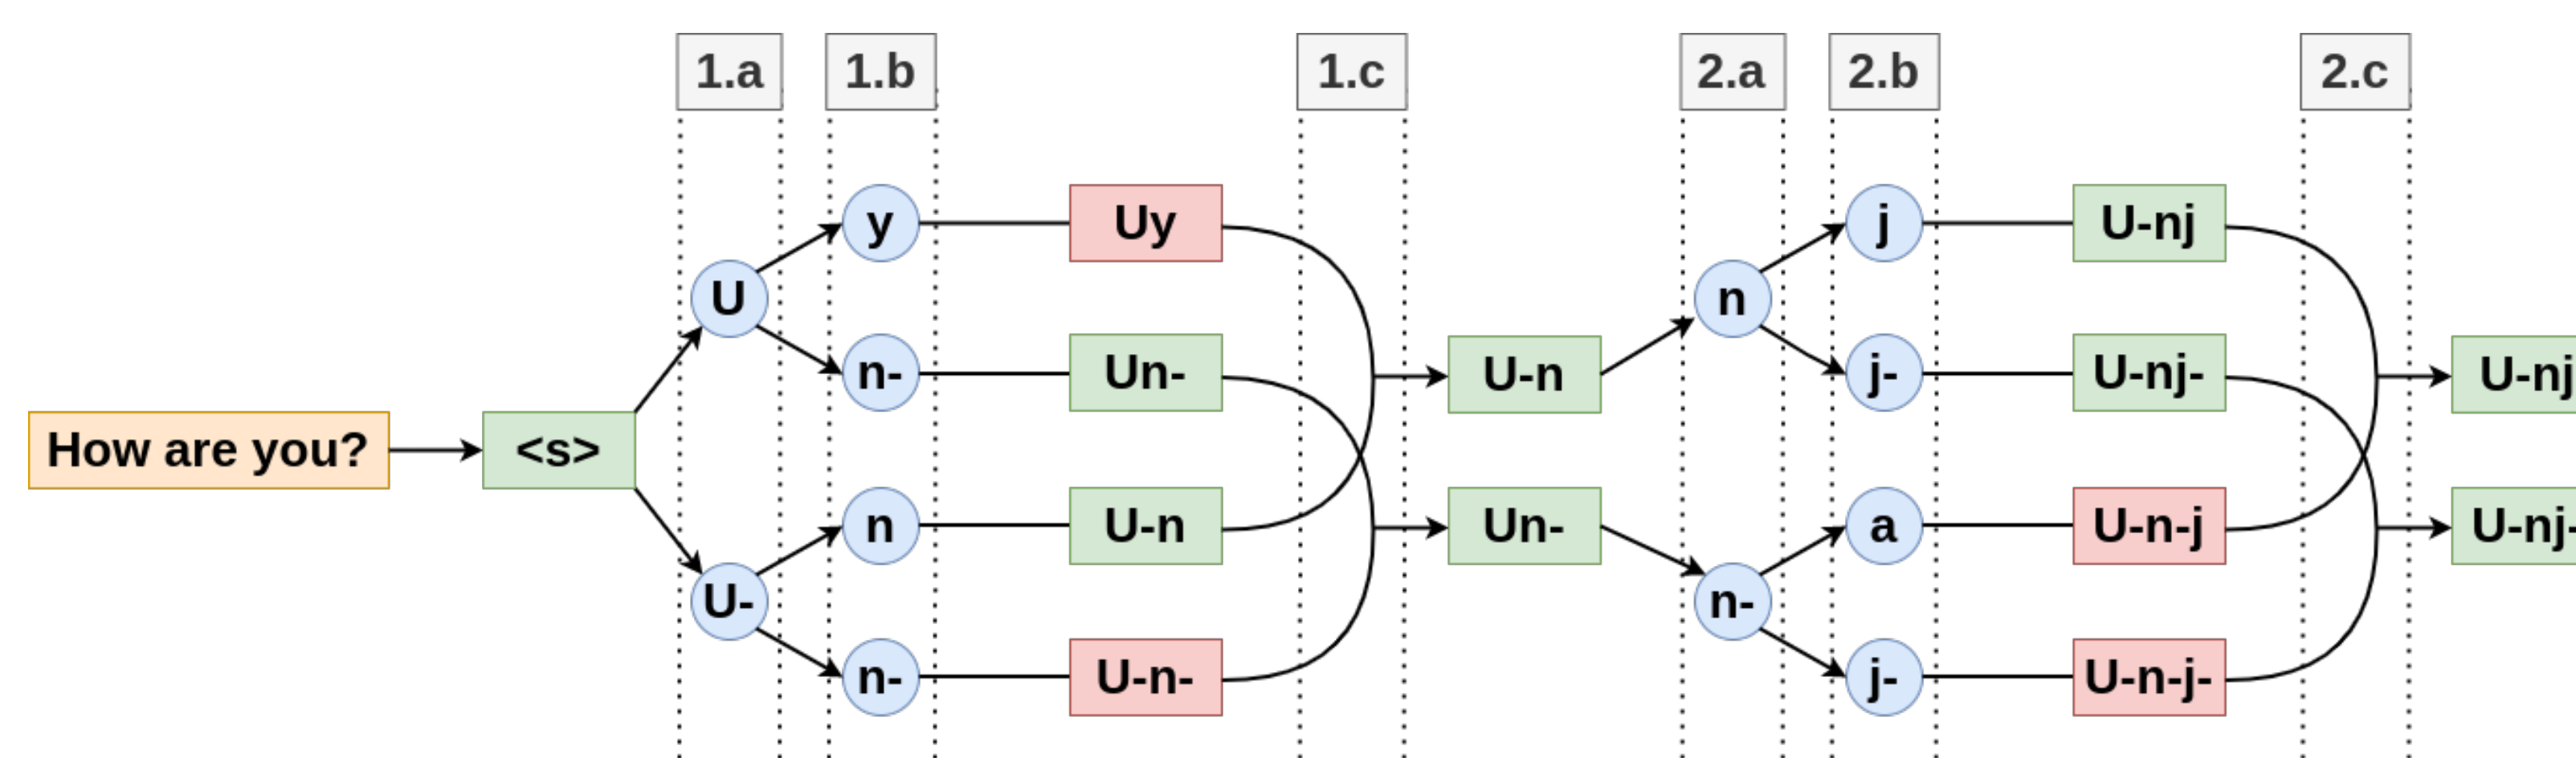 1.a
1.b
1.c
2.a
2.b
2.c
y
Uy
j
U-nj
U
n
n-
Un-
U-n
j-
U-nj-
U-nj
How are you?
<s>
n
U-n
Un-
a
U-n-j
U-nj-
U-
n-
n-
U-n-
j-
U-n-j-